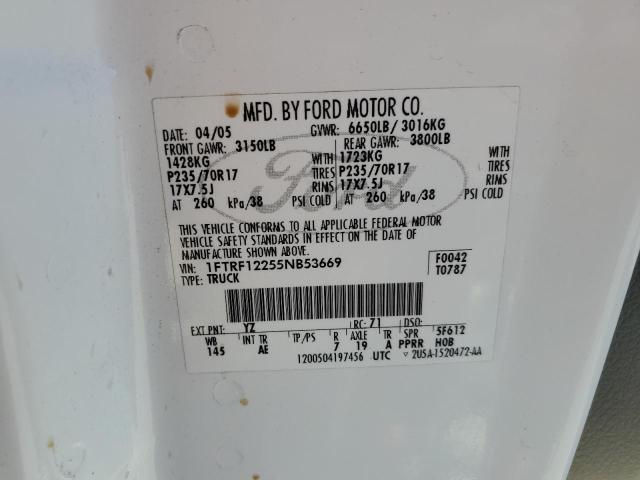 MFD. BY FORD MOTOR CO.
DATE: 04/05 GVWR: 6650LB/ 3016KG
FRONT GAWR: 3150LB REAR GAWR: 3800LB
1428KG WITH 1723KG WITH
P235/70R17 TIRES P235/70R17 TIRES
17X7.5J RIMS 17X7.5J RIMS
AT 260 kPa/38 PSI COLD AT 260 kPa/38 PSI COLD
Ford
THIS VEHICLE CONFORMS TO ALL APPLICABLE FEDERAL MOTOR
VEHICLE SAFETY STANDARDS IN EFFECT ON THE DATE OF
MANUFACTURE SHOWN ABOVE.
VIN: 1FTRF12255NB53669 F0042
TYPE: TRUCK T0787
EXT PNT: YZ RC: 71 DSO:
WB INT TR TP/PS R AXLE TR SPR 5F612
145 AE 7 19 A PPRR HOB
1200504197456 UTC 2U5A-1520472-AA